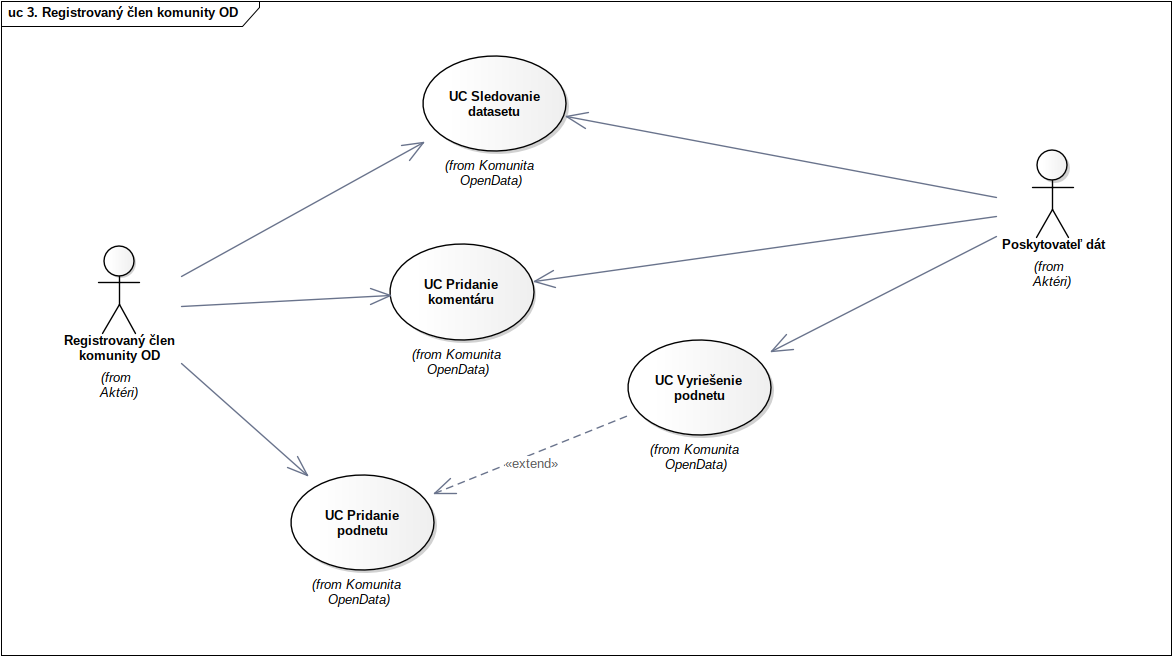 uc 3. Registrovaný člen komunity OD
UC Sledovanie
datasetu
(from Komunita
OpenData)
Poskytovateľ dát
(from
Aktéri)
UC Pridanie
komentáru
(from Komunita
OpenData)
Registrovaný člen
komunity OD
(from
Aktéri)
UC Vyriešenie
podnetu
(from Komunita
OpenData)
«extend»
UC Pridanie
podnetu
(from Komunita
OpenData)